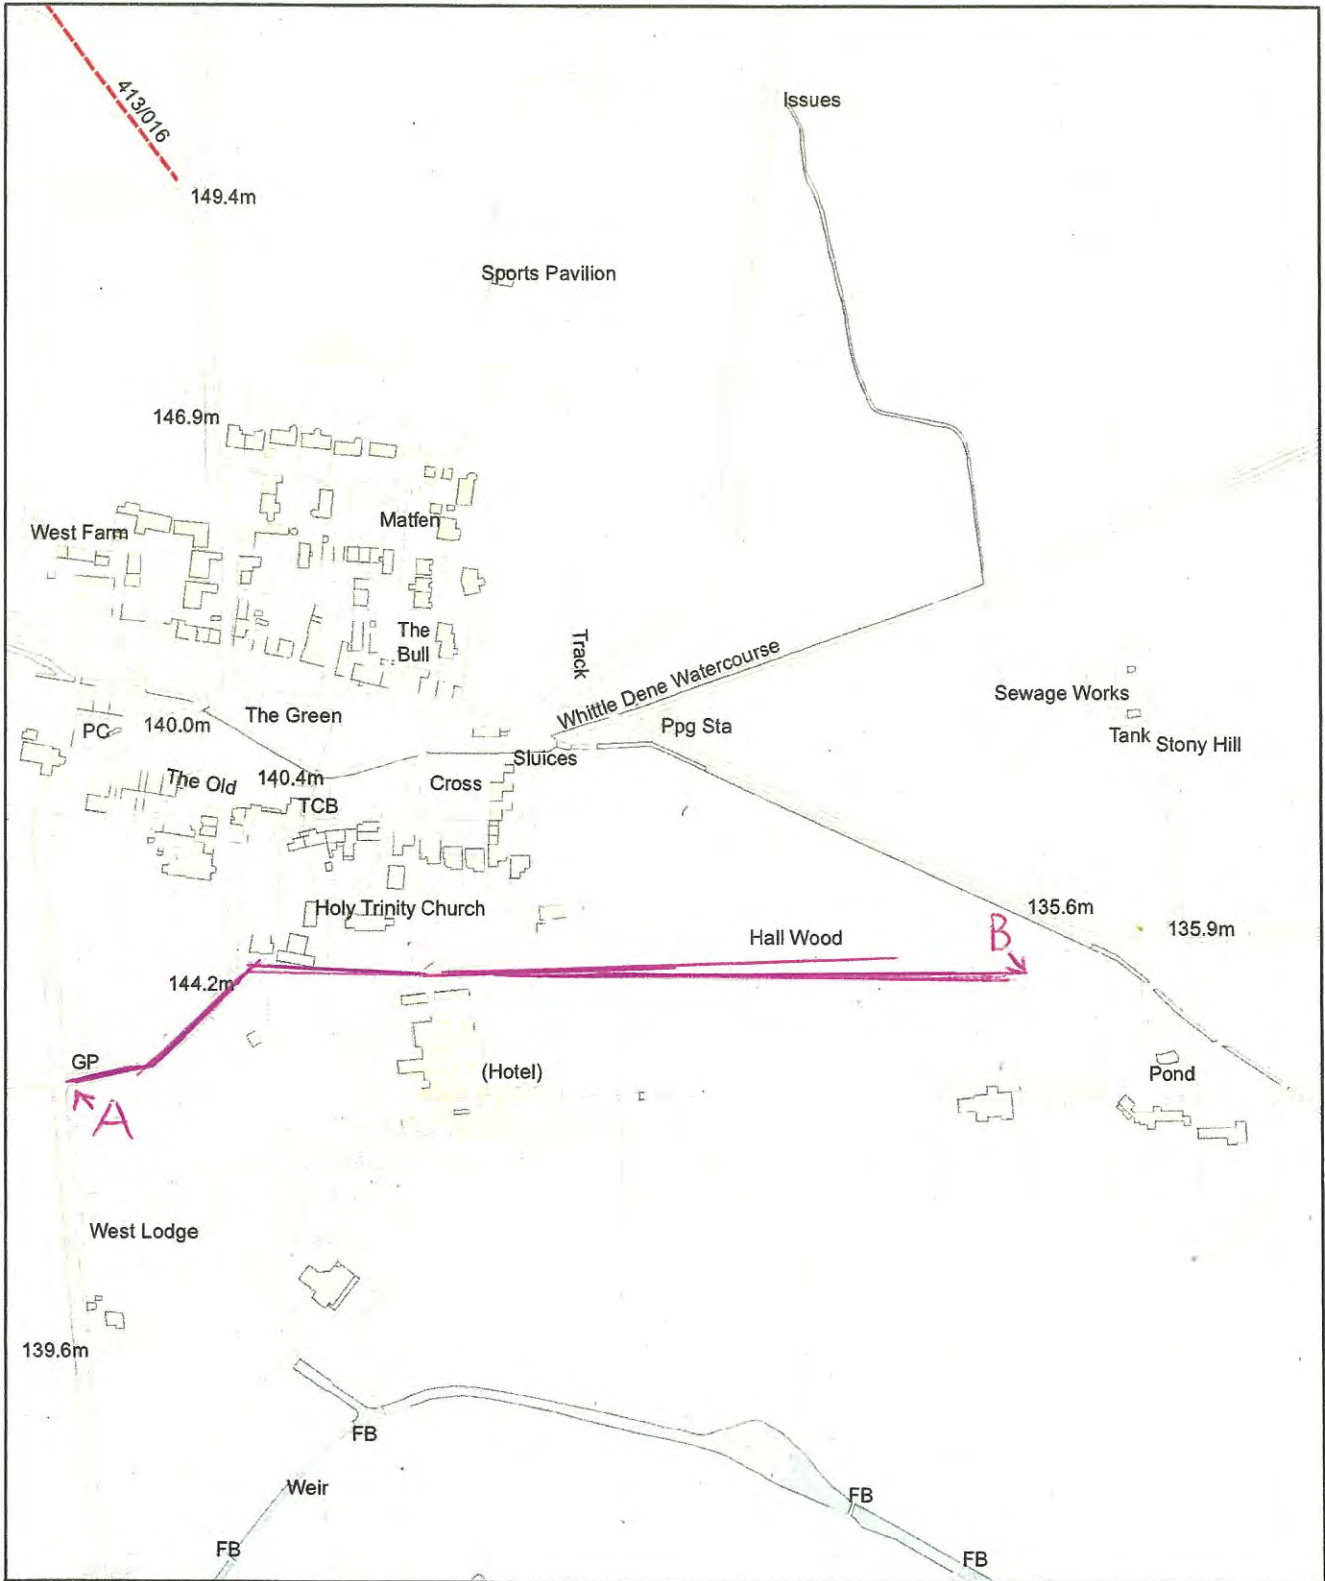 413/016
Issues
149.4m
Sports Pavilion
146.9m
Matfen
West Farm
The
Bull
Track
Whittle Dene Watercourse
Sewage Works
The Green
PC
140.0m
Ppg Sta
Tank
Stony Hill
Sluices
The Old
140.4m
Cross
TCB
Holy Trinity Church
135.6m
135.9m
B
Hall Wood
144.2m
GP
(Hotel)
Pond
A
West Lodge
139.6m
FB
Weir
FB
FB
FB